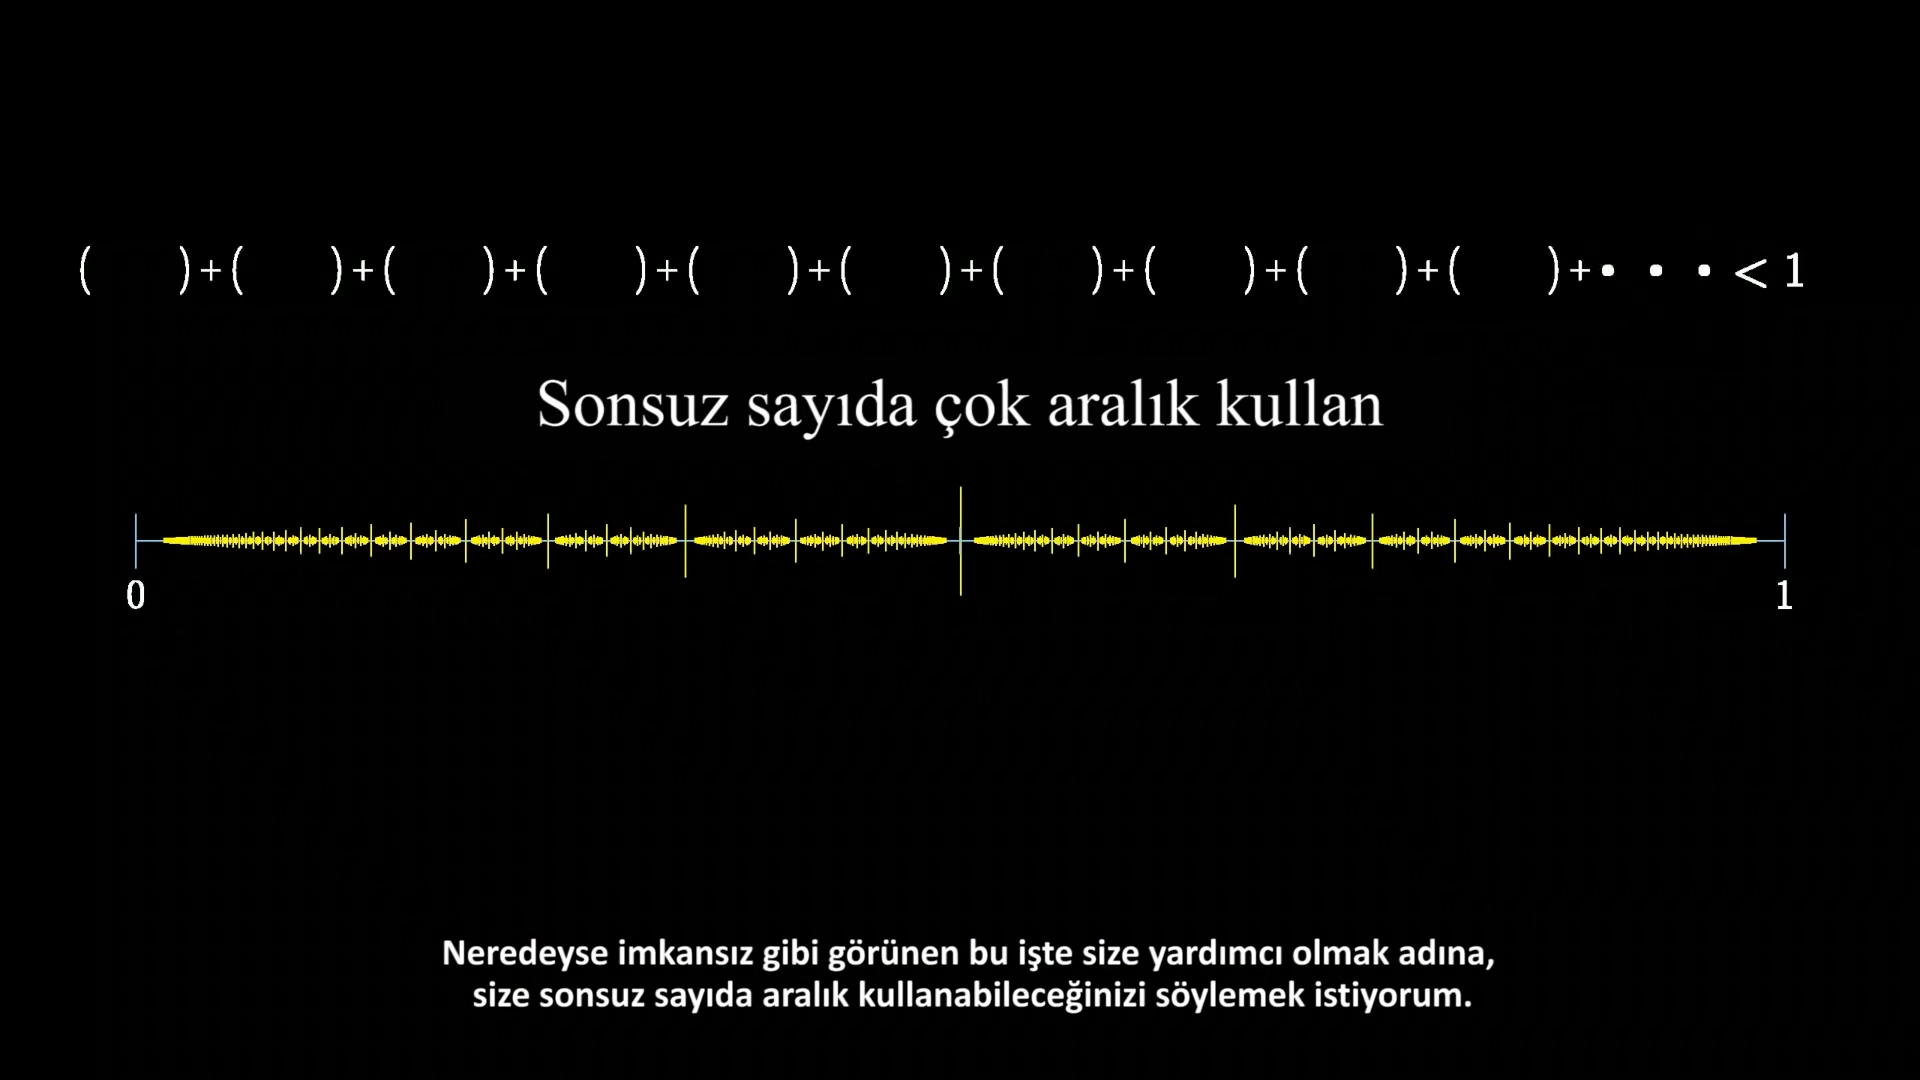 ( )+( )+( )+( )+( )+( )+( )+( )+( )+( )+• • • < 1
Sonsuz sayıda çok aralık kullan
0 1
Neredeyse imkansız gibi görünen bu işte size yardımcı olmak adına,
size sonsuz sayıda aralık kullanabileceğinizi söylemek istiyorum.